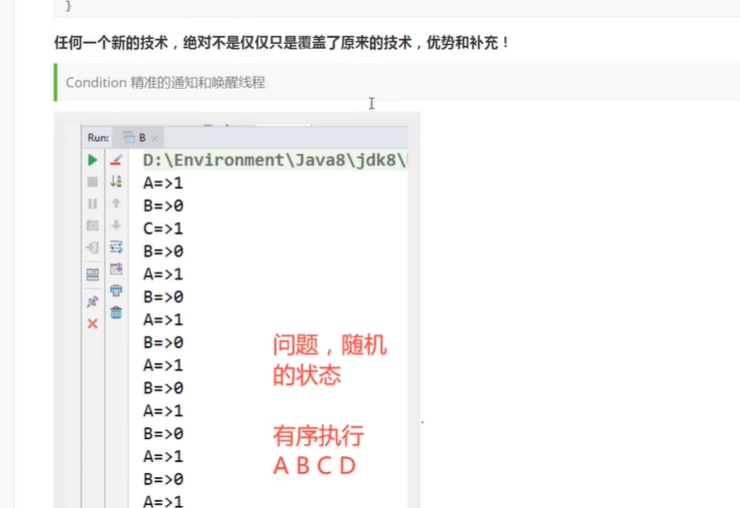 }
任何一个新的技术，绝对不是仅仅只是覆盖了原来的技术，优势和补充！
Condition 精准的通知和唤醒线程
Run: B
D:\Environment\Java8\jdk8\
A=>1
B=>0
C=>1
B=>0
A=>1
B=>0
A=>1
B=>0
A=>1
B=>0
A=>1
B=>0
A=>1
B=>0
A=>1
问题，随机
的状态
有序执行
A B C D